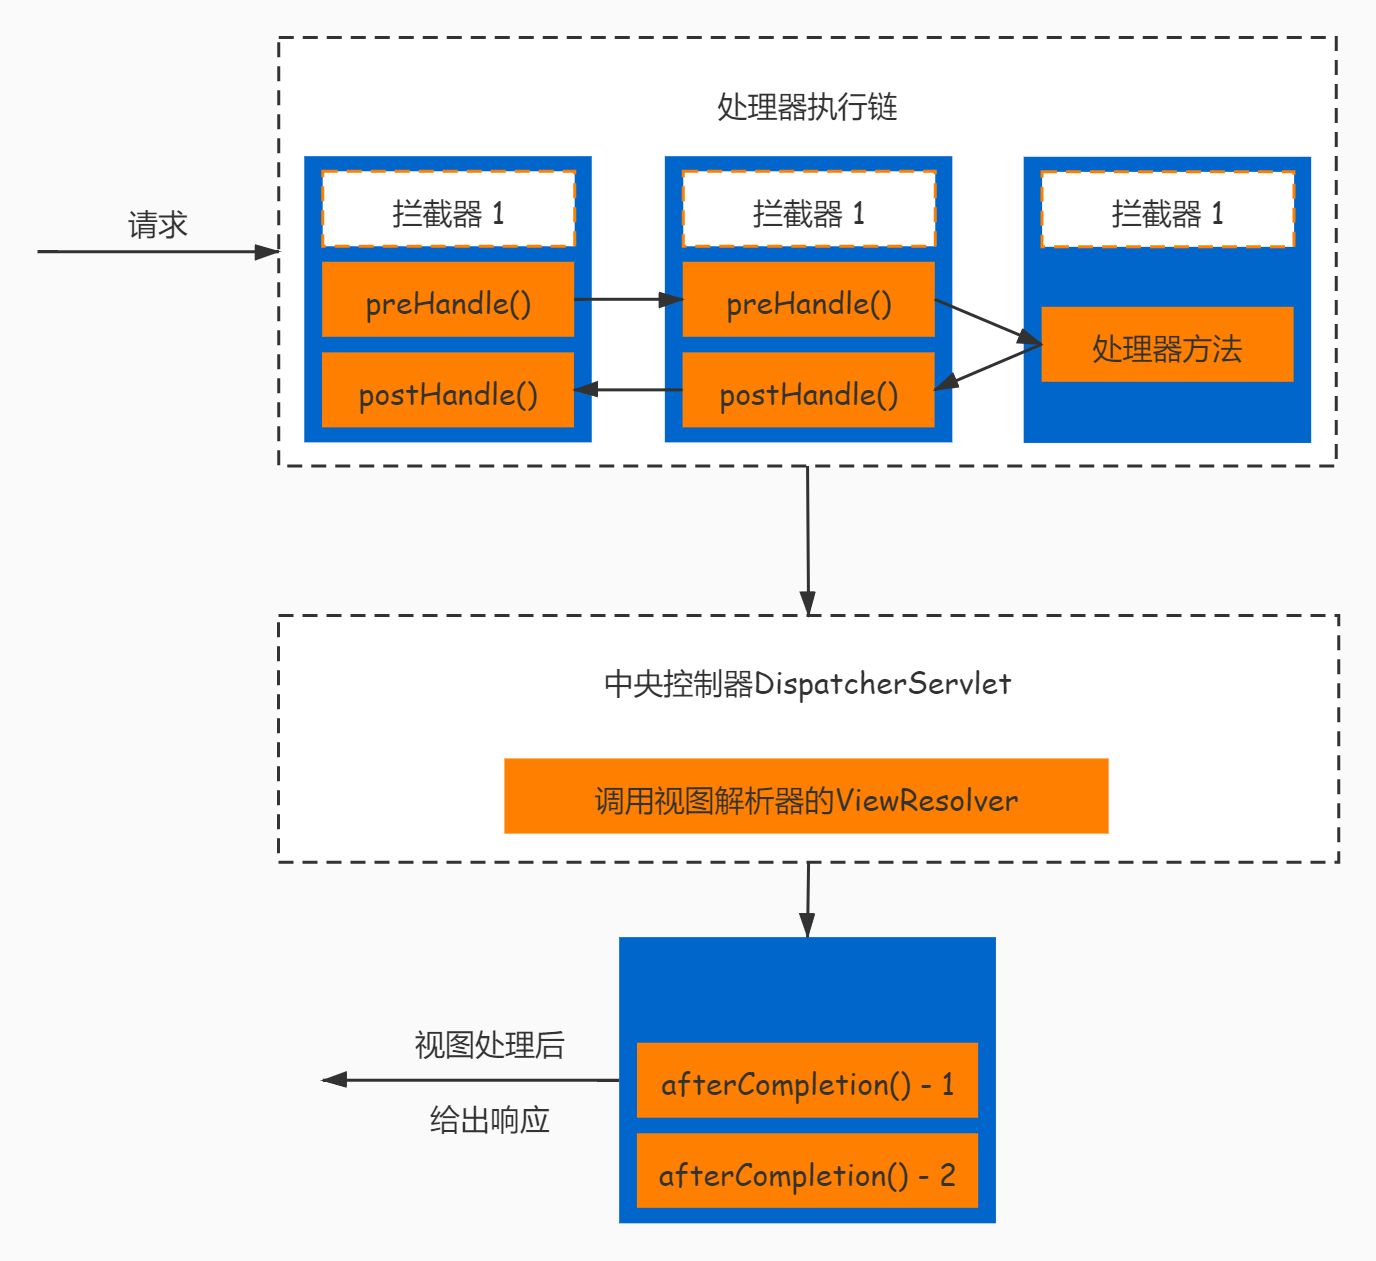 处理器执行链
请求
拦截器 1
preHandle()
postHandle()
拦截器 1
preHandle()
postHandle()
拦截器 1
处理器方法
中央控制器DispatcherServlet
调用视图解析器的ViewResolver
视图处理后
给出响应
afterCompletion() - 1
afterCompletion() - 2